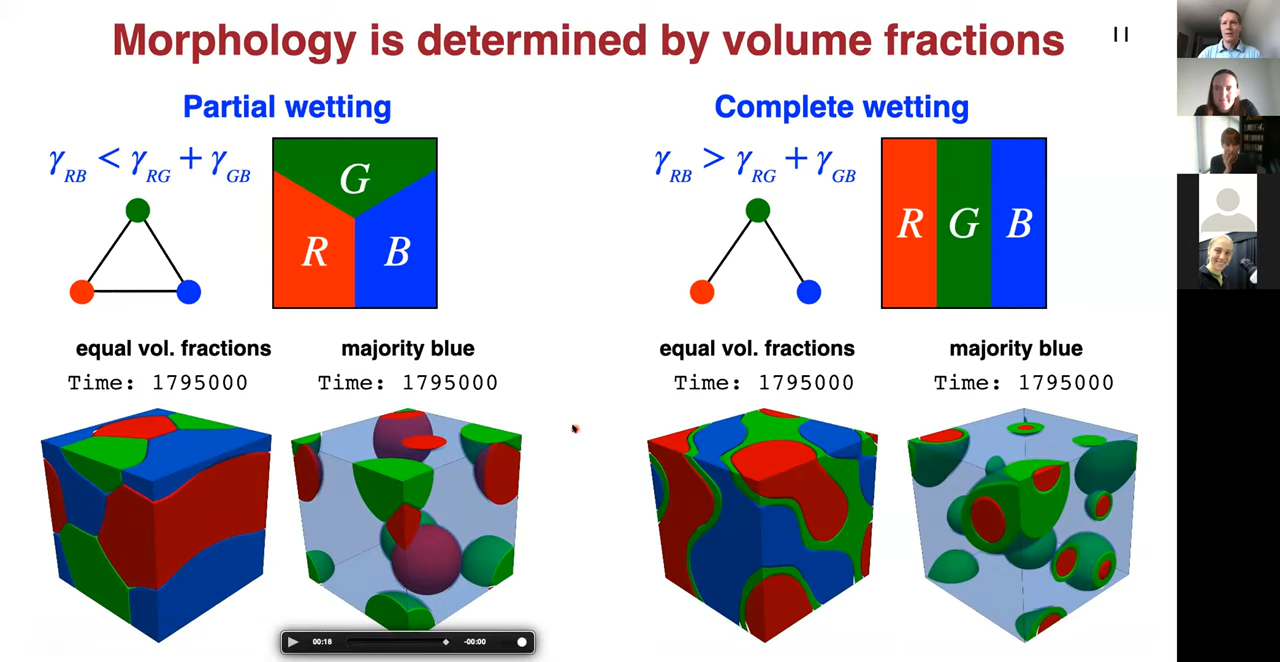 Morphology is determined by volume fractions
11
Partial wetting
γRB < γRG + γGB
G
R
B
Complete wetting
γRB > γRG + γGB
R G B
equal vol. fractions
Time: 1795000
majority blue
Time: 1795000
equal vol. fractions
Time: 1795000
majority blue
Time: 1795000
00:18
-00:00